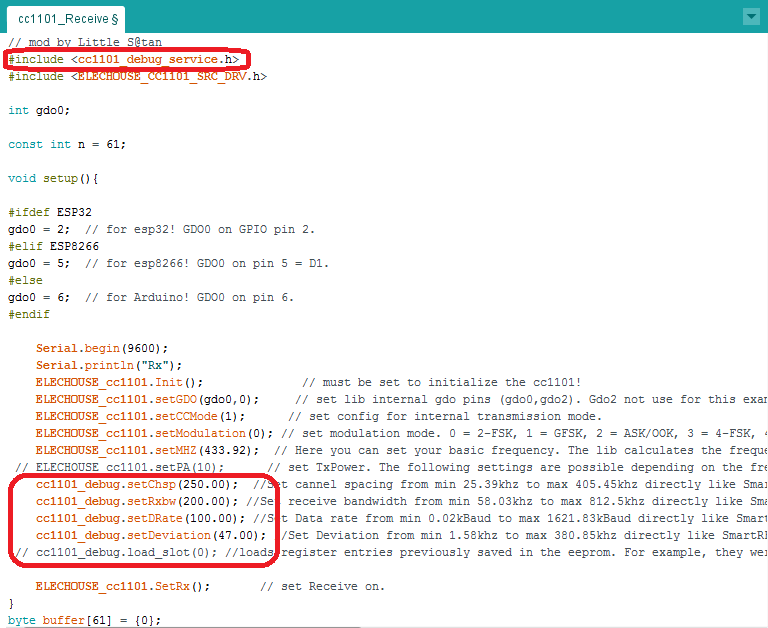 cc1101_Receive §
// mod by Little S@tan
#include <cc1101_debug_service.h>
#include <ELECHOUSE_CC1101_SRC_DRV.h>
int gdo0;
const int n = 61;
void setup(){
#ifdef ESP32
gdo0 = 2;  // for esp32! GDO0 on GPIO pin 2.
#elif ESP8266
gdo0 = 5;  // for esp8266! GDO0 on pin 5 = D1.
#else
gdo0 = 6;  // for Arduino! GDO0 on pin 6.
#endif
Serial.begin(9600);
Serial.println("Rx");
ELECHOUSE_cc1101.Init();              // must be set to initialize the cc1101!
ELECHOUSE_cc1101.setGDO(gdo0,0);     // set lib internal gdo pins (gdo0,gdo2). Gdo2 not use for this exa
ELECHOUSE_cc1101.setCCMode(1);      // set config for internal transmission mode.
ELECHOUSE_cc1101.setModulation(0); // set modulation mode. 0 = 2-FSK, 1 = GFSK, 2 = ASK/OOK, 3 = 4-FSK, 4
ELECHOUSE_cc1101.setMHZ(433.92); // Here you can set your basic frequency. The lib calculates the freque
// ELECHOUSE_cc1101.setPA(10);      // set TxPower. The following settings are possible depending on the fre
cc1101_debug.setChsp(250.00);  //Set cannel spacing from min 25.39khz to max 405.45khz directly like Smar
cc1101_debug.setRxbw(200.00); //Set receive bandwidth from min 58.03khz to max 812.5khz directly like Smar
cc1101_debug.setDRate(100.00); //Set Data rate from min 0.02kBaud to max 1621.83kBaud directly like Smart
cc1101_debug.setDeviation(47.00); /Set Deviation from min 1.58khz to max 380.85khz directly like SmartR
// cc1101_debug.load_slot(0); //loads register entries previously saved in the eeprom. For example, they wer
ELECHOUSE_cc1101.SetRx();       // set Receive on.
}
byte buffer[61] = {0};